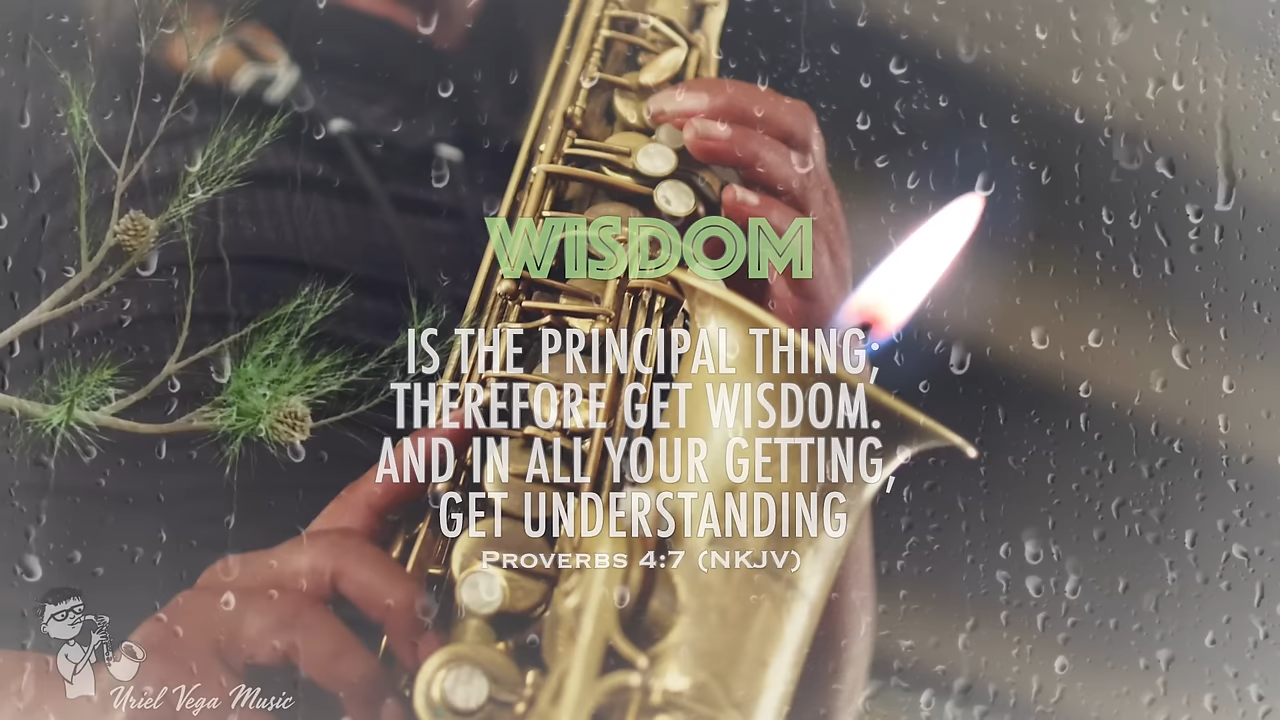 WISDOM
IS THE PRINCIPAL THING;
THEREFORE GET WISDOM.
AND IN ALL YOUR GETTING,
GET UNDERSTANDING
PROVERBS 4:7 (NKJV)
Uriel Vega Music